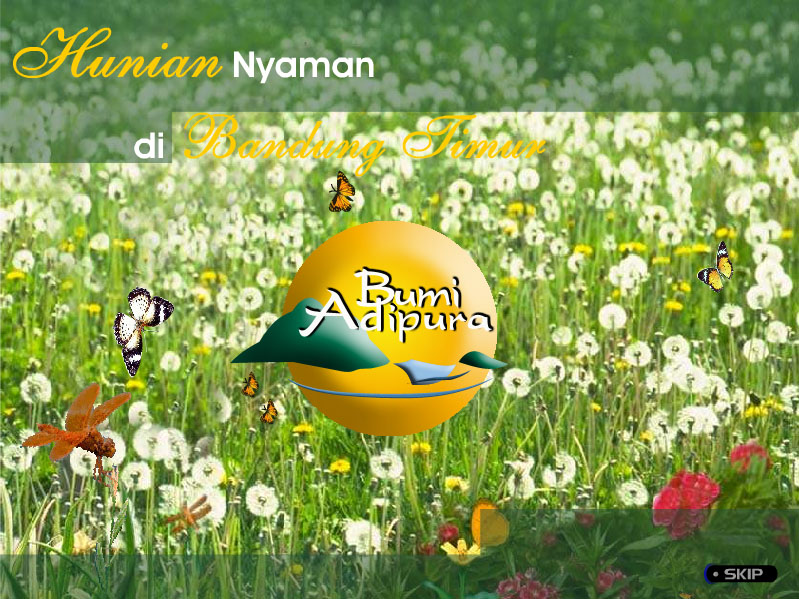 Hunian Nyaman
di Bandung Timur
Bumi
Adipura
SKIP